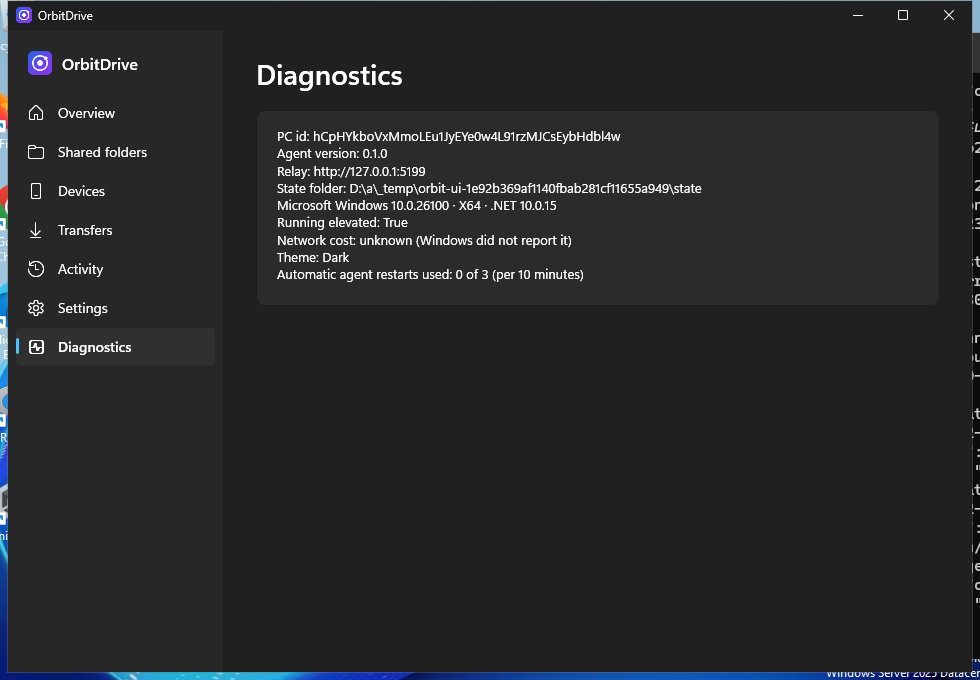 OrbitDrive
OrbitDrive
Overview
Shared folders
Devices
Transfers
Activity
Settings
Diagnostics
Diagnostics
PC id: hCpHYkboVxMmoLEu1JyEYe0w4L91rzMJCsEybHdbl4w
Agent version: 0.1.0
Relay: http://127.0.0.1:5199
State folder: D:\a\_temp\orbit-ui-1e92b369af1140fbab281cf11655a949\state
Microsoft Windows 10.0.26100 · X64 · .NET 10.0.15
Running elevated: True
Network cost: unknown (Windows did not report it)
Theme: Dark
Automatic agent restarts used: 0 of 3 (per 10 minutes)
Windows Server 2025 Datacen